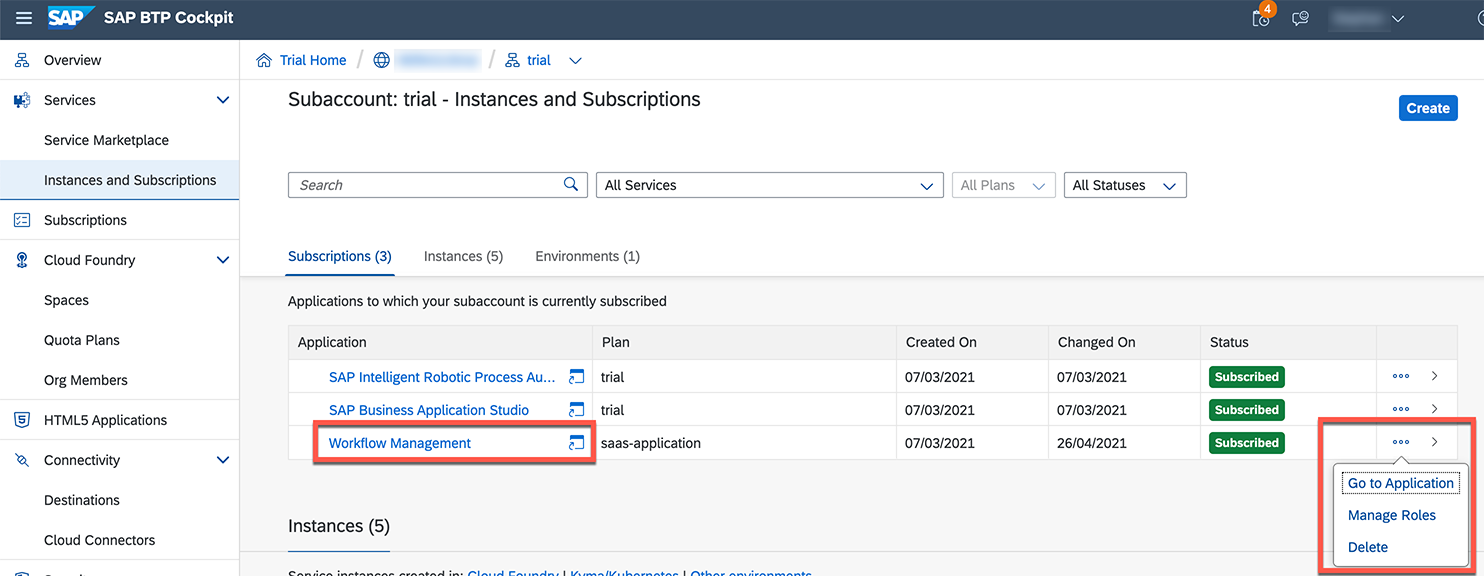 SAP SAP BTP Cockpit 4
Overview
Services
Service Marketplace
Instances and Subscriptions
Subscriptions
Cloud Foundry
Spaces
Quota Plans
Org Members
HTML5 Applications
Connectivity
Destinations
Cloud Connectors
Trial Home / / trial
Subaccount: trial - Instances and Subscriptions
Create
Search All Services All Plans All Statuses
Subscriptions (3) Instances (5) Environments (1)
Applications to which your subaccount is currently subscribed
Application Plan Created On Changed On Status
SAP Intelligent Robotic Process Au... trial 07/03/2021 07/03/2021 Subscribed
SAP Business Application Studio trial 07/03/2021 07/03/2021 Subscribed
Workflow Management saas-application 07/03/2021 26/04/2021 Subscribed
Go to Application
Manage Roles
Delete
Instances (5)
Service instances created in: Cloud Foundry | Kyma/Kubernetes | Other environments